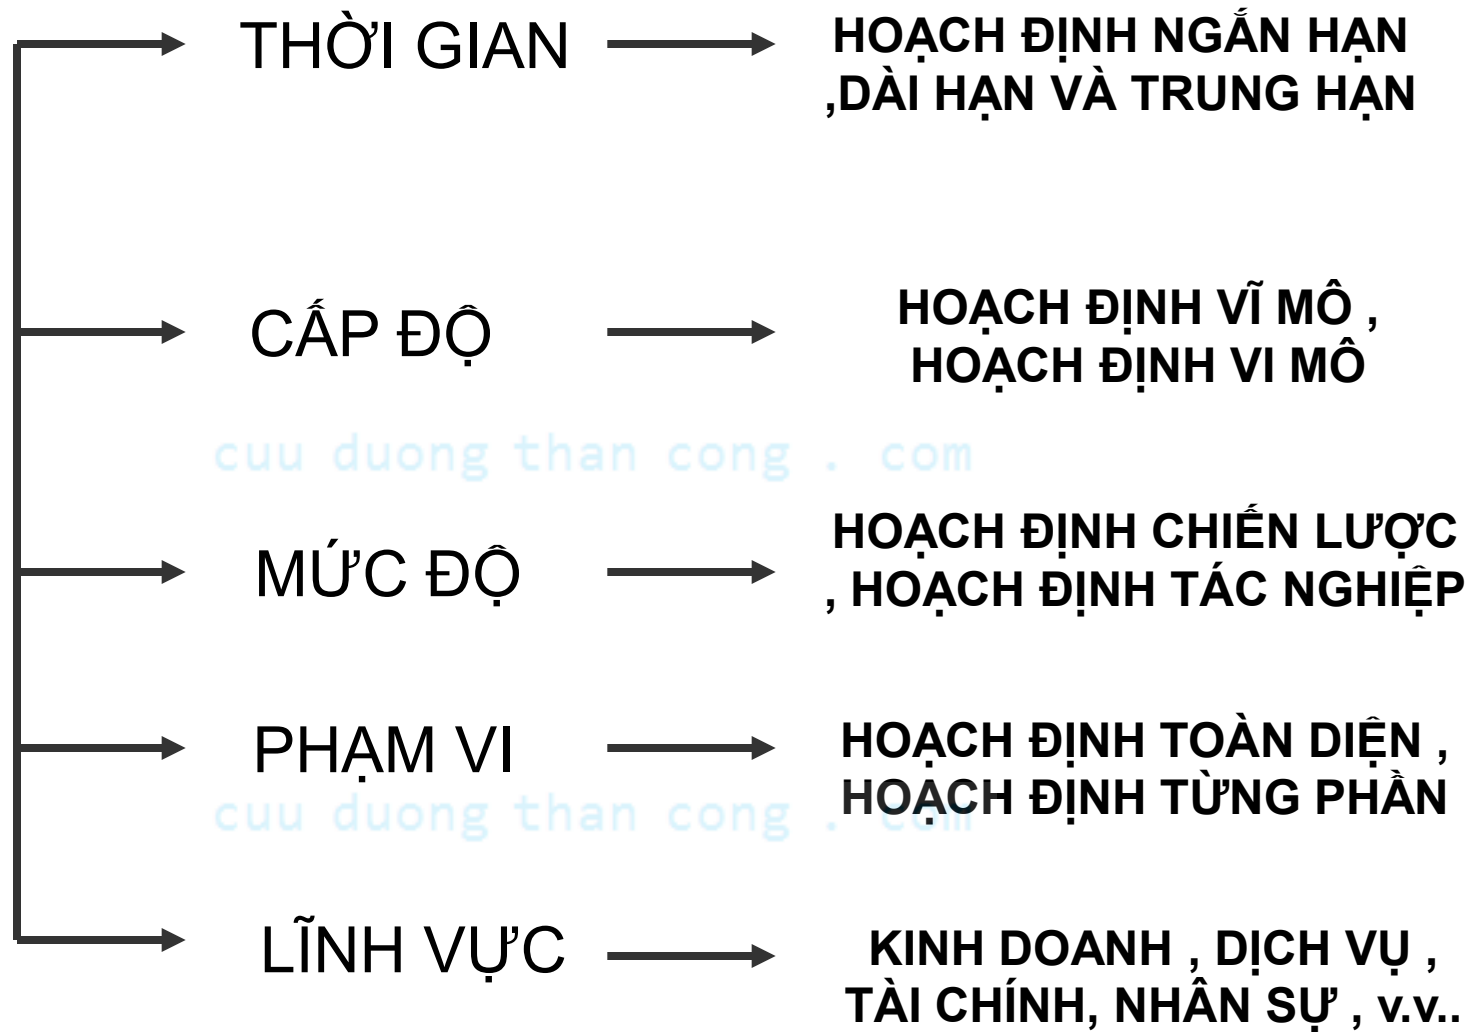 THỜI GIAN
HOẠCH ĐỊNH NGẮN HẠN
,DÀI HẠN VÀ TRUNG HẠN
CẤP ĐỘ
HOẠCH ĐỊNH VĨ MÔ ,
HOẠCH ĐỊNH VI MÔ
cuu duong than cong . com
MỨC ĐỘ
HOẠCH ĐỊNH CHIẾN LƯỢC
, HOẠCH ĐỊNH TÁC NGHIỆP
PHẠM VI
HOẠCH ĐỊNH TOÀN DIỆN ,
HOẠCH ĐỊNH TỪNG PHẦN
cuu duong than cong . com
LĨNH VỰC
KINH DOANH , DỊCH VỤ ,
TÀI CHÍNH, NHÂN SỰ , v.v..